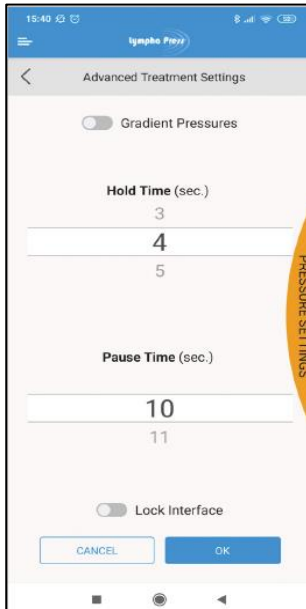 15:40
58
Lympha Press
Advanced Treatment Settings
Gradient Pressures
Hold Time (sec.)
3
4
5
PRESSURE SETTINGS
Pause Time (sec.)
10
11
Lock Interface
CANCEL
OK